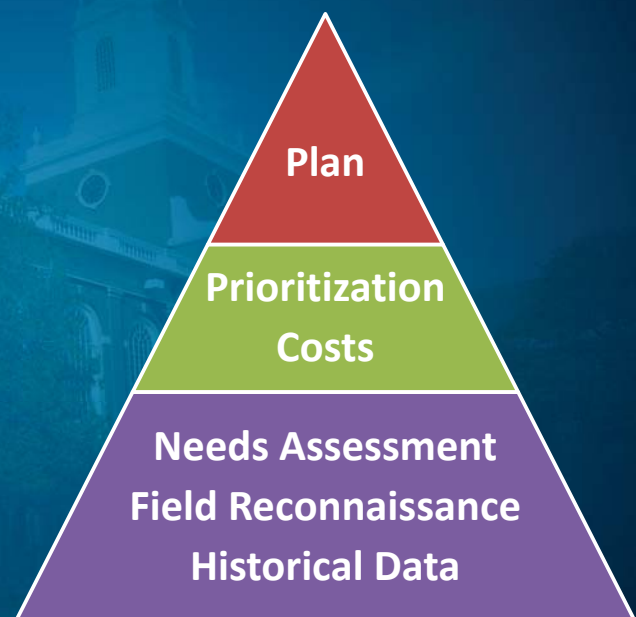 Plan
Prioritization
Costs
Needs Assessment
Field Reconnaissance
Historical Data